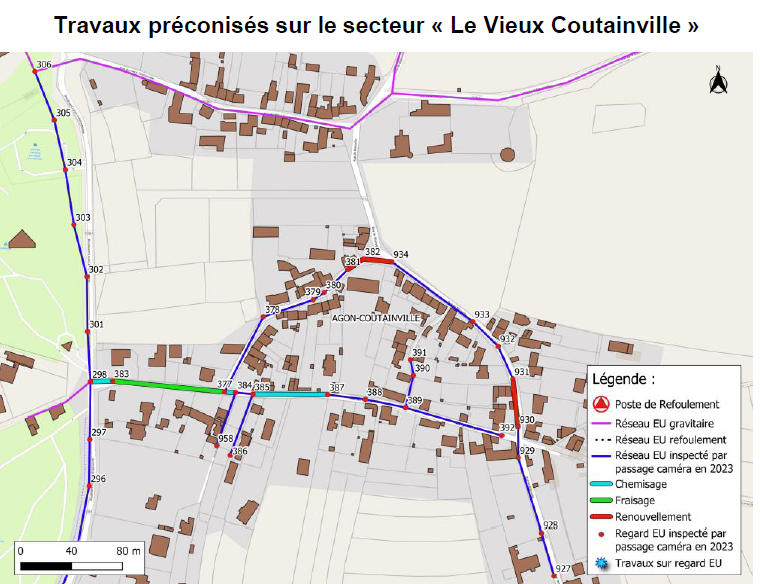 Travaux préconisés sur le secteur « Le Vieux Coutainville »
N
306
305
304
303
302
301
298
383
297
296
377
384
385
387
388
389
958
386
378
379
380
381
382
934
933
932
931
930
929
928
927
391
390
392
AGON-COUTAINVILLE
Légende :
Poste de Refoulement
Réseau EU gravitaire
Réseau EU refoulement
Réseau EU inspecté par
passage caméra en 2023
Chemisage
Fraisage
Renouvellement
Regard EU inspecté par
passage caméra en 2023
Travaux sur regard EU
0 40 80 m